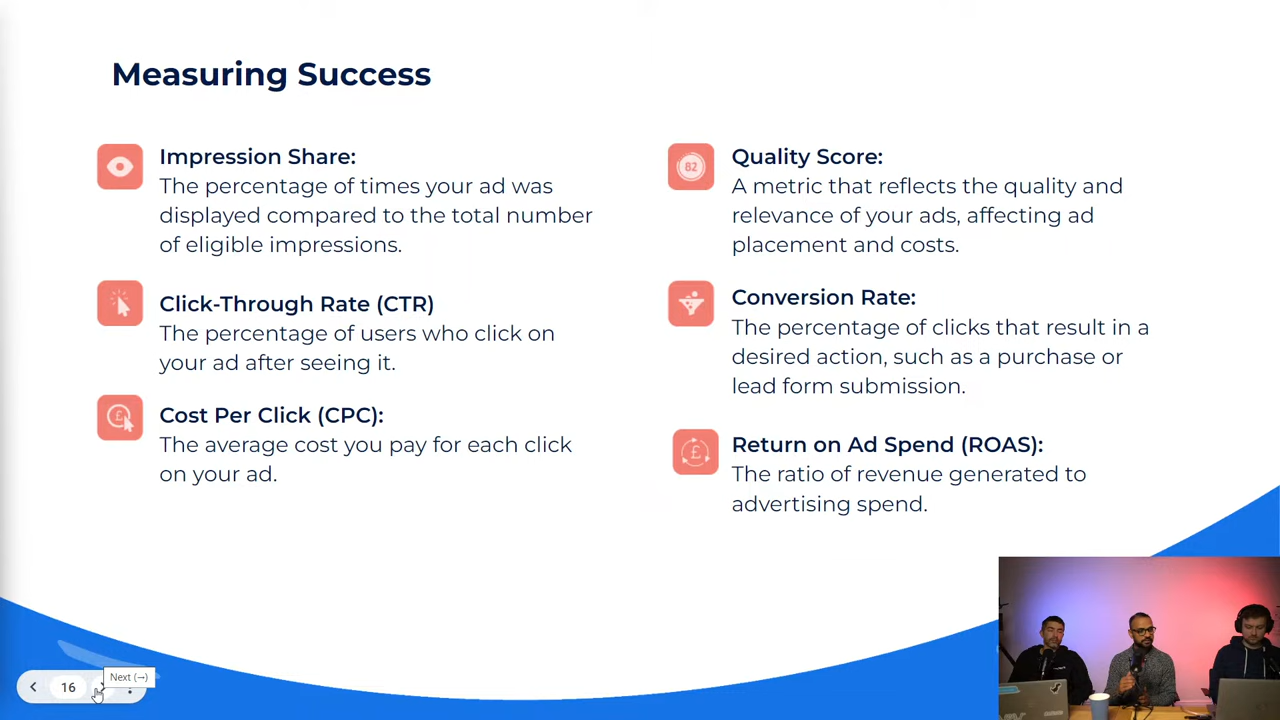 Measuring Success
Impression Share:
The percentage of times your ad was
displayed compared to the total number
of eligible impressions.
Click-Through Rate (CTR)
The percentage of users who click on
your ad after seeing it.
£
Cost Per Click (CPC):
The average cost you pay for each click
on your ad.
82
Quality Score:
A metric that reflects the quality and
relevance of your ads, affecting ad
placement and costs.
Conversion Rate:
The percentage of clicks that result in a
desired action, such as a purchase or
lead form submission.
£
Return on Ad Spend (ROAS):
The ratio of revenue generated to
advertising spend.
16
Next (→)